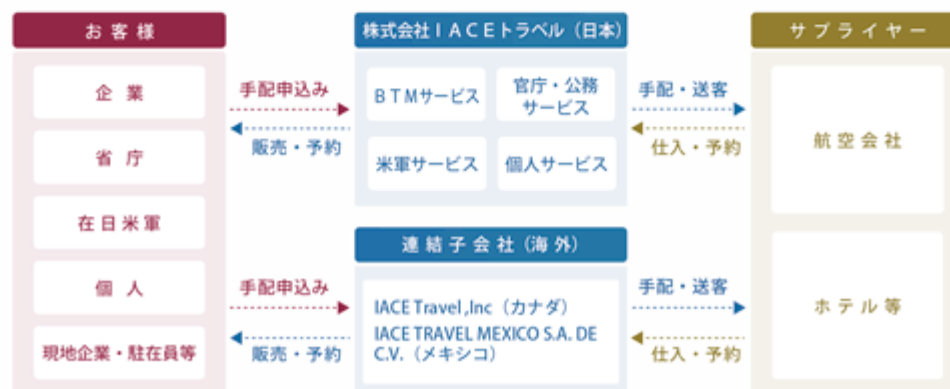 お客様
企業
省庁
在日米軍
個人
現地企業・駐在員等
手配申込み
販売・予約
手配申込み
販売・予約
株式会社IACEトラベル（日本）
BTMサービス
官庁・公務
サービス
米軍サービス
個人サービス
連結子会社（海外）
IACE Travel ,Inc（カナダ）
IACE TRAVEL MEXICO S.A. DE
C.V.（メキシコ）
手配・送客
仕入・予約
手配・送客
仕入・予約
サプライヤー
航空会社
ホテル等